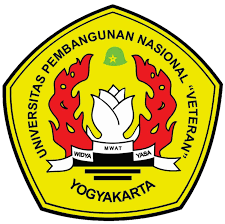 UNIVERSITAS PEMBANGUNAN NASIONAL "VETERAN"
WIDYA MWAT YASA
YOGYAKARTA